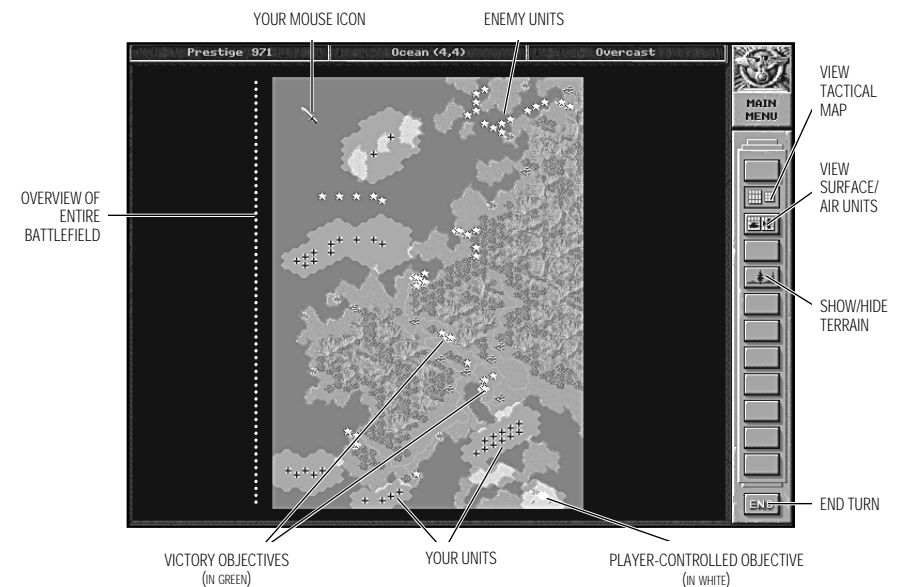 YOUR MOUSE ICON
ENEMY UNITS
Prestige 971
Ocean (4,4)
Overcast
MAIN
MENU
VIEW
TACTICAL
MAP
VIEW
SURFACE/
AIR UNITS
OVERVIEW OF
ENTIRE
BATTLEFIELD
SHOW/HIDE
TERRAIN
END
END TURN
VICTORY OBJECTIVES
(IN GREEN)
YOUR UNITS
PLAYER-CONTROLLED OBJECTIVE
(IN WHITE)